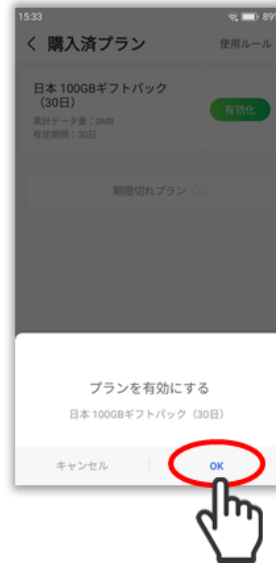 15:33
89%
購入済プラン
使用ルール
日本 100GBギフトパック
（30日）
累計データ量：0MB
有効期間：30日
有効化
期限切れプラン
プランを有効にする
日本 100GBギフトパック（30日）
キャンセル
OK